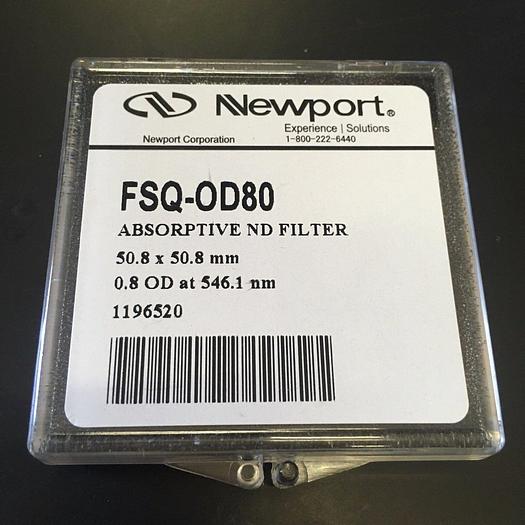 Newport®
Experience | Solutions
Newport Corporation 1-800-222-6440
FSQ-OD80
ABSORPTIVE ND FILTER
50.8 x 50.8 mm
0.8 OD at 546.1 nm
1196520